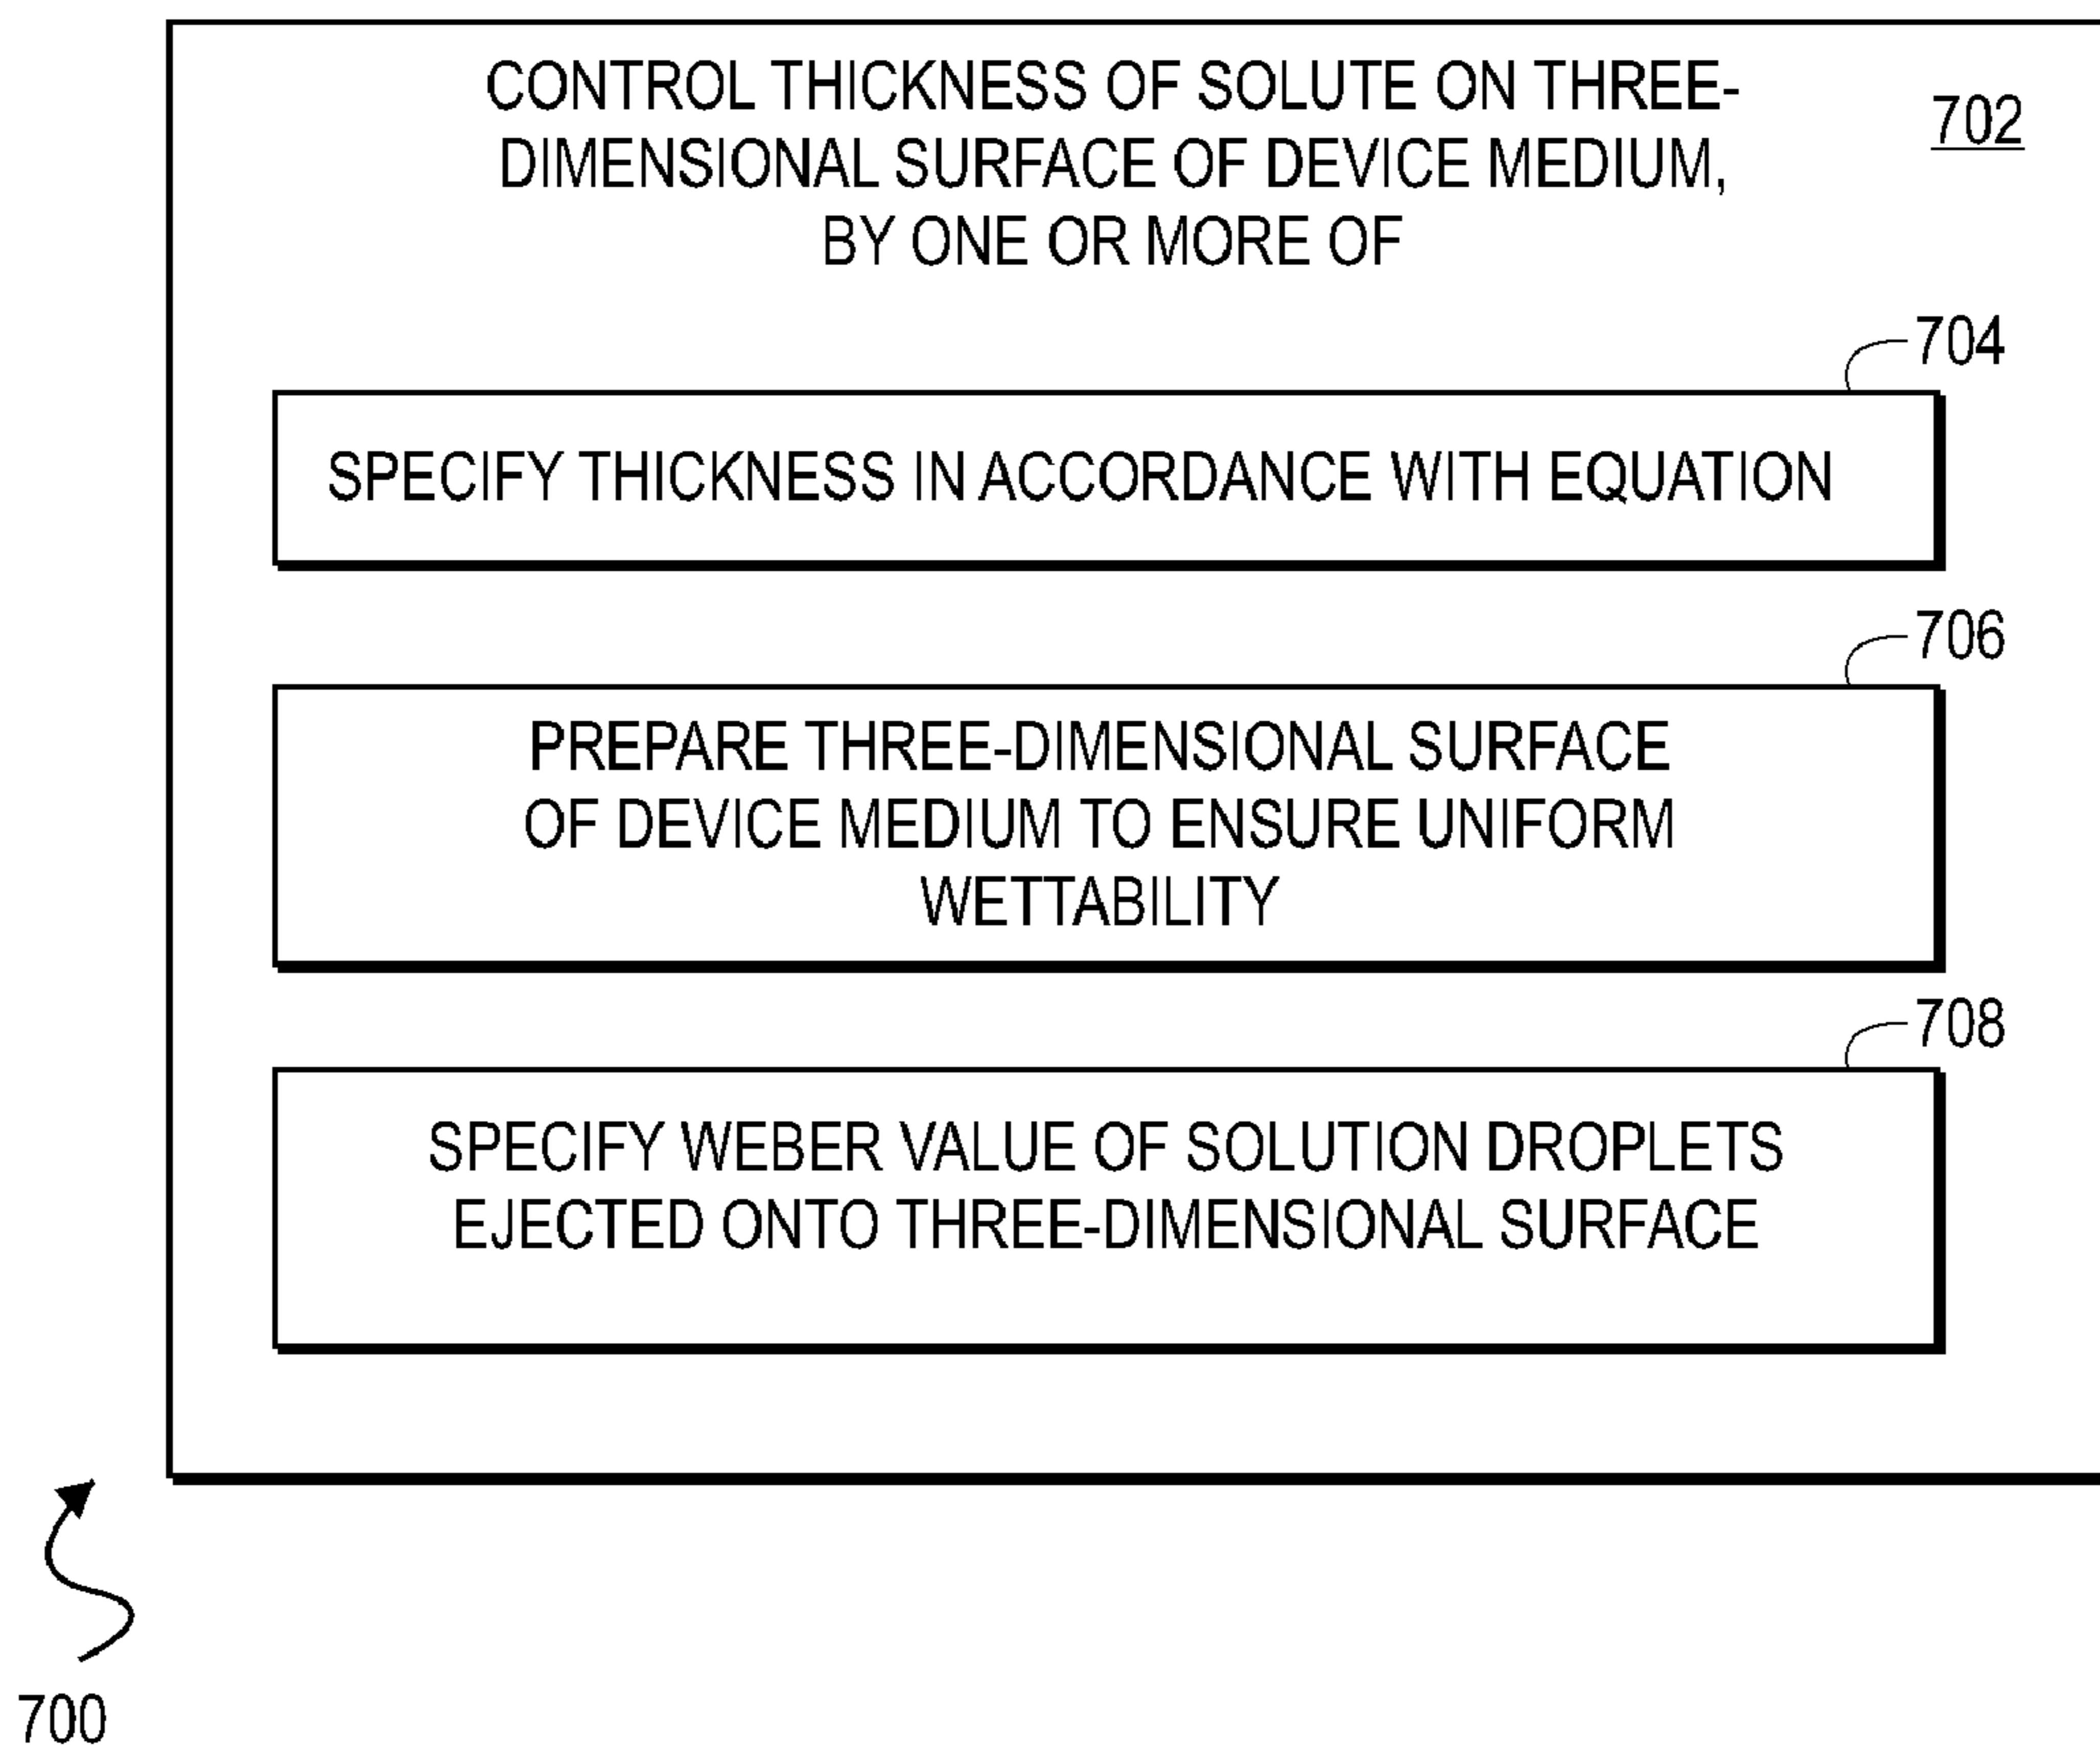 CONTROL THICKNESS OF SOLUTE ON THREE-
DIMENSIONAL SURFACE OF DEVICE MEDIUM,
BY ONE OR MORE OF
702
704
SPECIFY THICKNESS IN ACCORDANCE WITH EQUATION
706
PREPARE THREE-DIMENSIONAL SURFACE
OF DEVICE MEDIUM TO ENSURE UNIFORM
WETTABILITY
708
SPECIFY WEBER VALUE OF SOLUTION DROPLETS
EJECTED ONTO THREE-DIMENSIONAL SURFACE
700